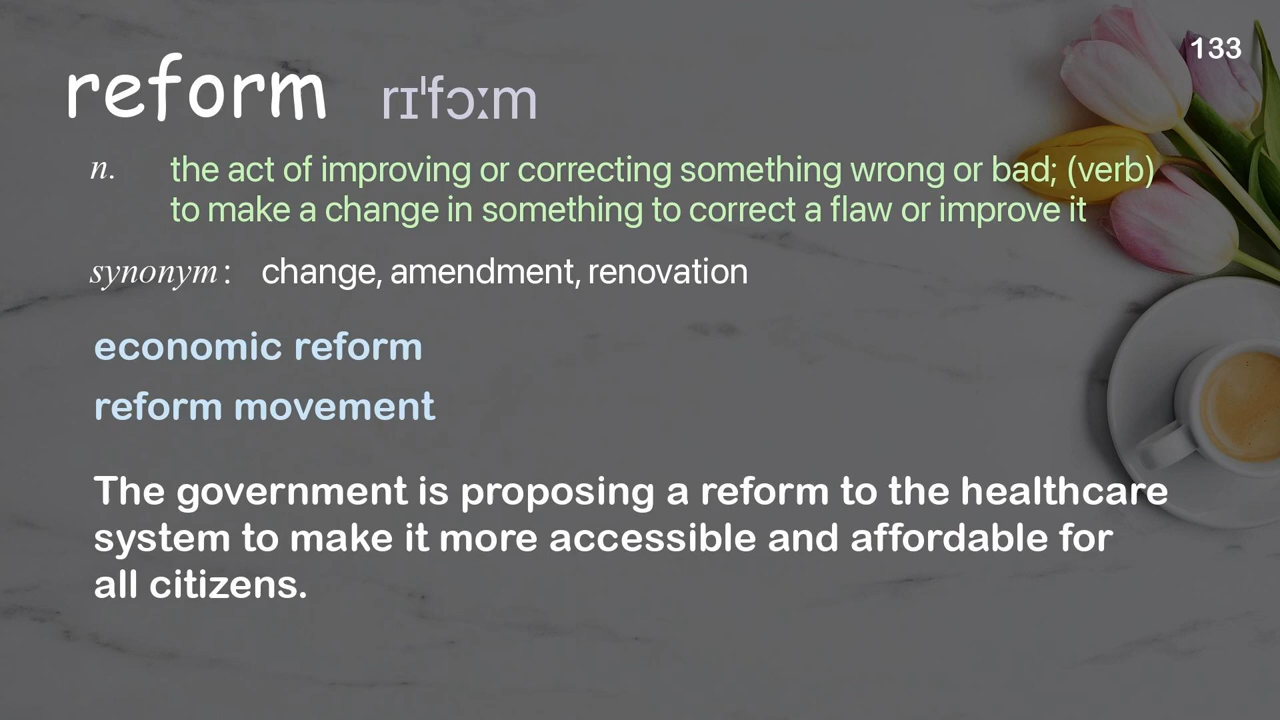 133
reform rɪˈfɔːm
n. the act of improving or correcting something wrong or bad; (verb)
to make a change in something to correct a flaw or improve it
synonym: change, amendment, renovation
economic reform
reform movement
The government is proposing a reform to the healthcare
system to make it more accessible and affordable for
all citizens.